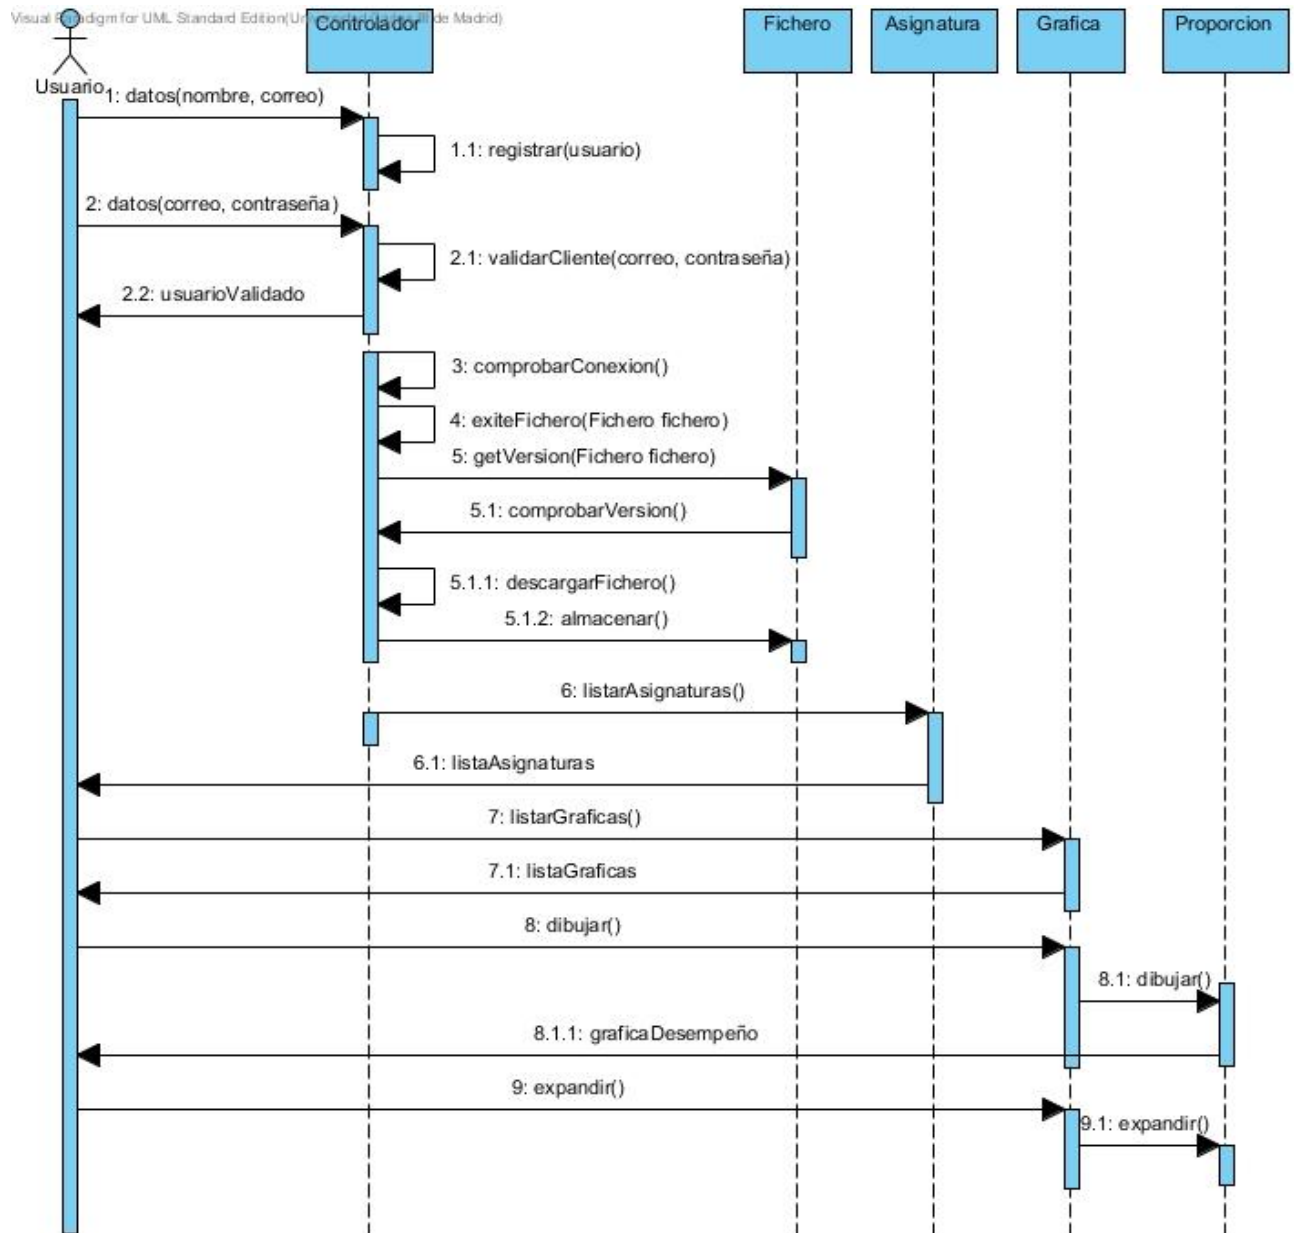 Visual Paradigm for UML Standard Edition(Universidad Carlos III de Madrid)
Controlador
Fichero
Asignatura
Grafica
Proporcion
Usuario
1: datos(nombre, correo)
1.1: registrar(usuario)
2: datos(correo, contraseña)
2.1: validarCliente(correo, contraseña)
2.2: usuarioValidado
3: comprobarConexion()
4: exiteFichero(Fichero fichero)
5: getVersion(Fichero fichero)
5.1: comprobarVersion()
5.1.1: descargarFichero()
5.1.2: almacenar()
6: listarAsignaturas()
6.1: listaAsignaturas
7: listarGraficas()
7.1: listaGraficas
8: dibujar()
8.1: dibujar()
8.1.1: graficaDesempeño
9: expandir()
9.1: expandir()